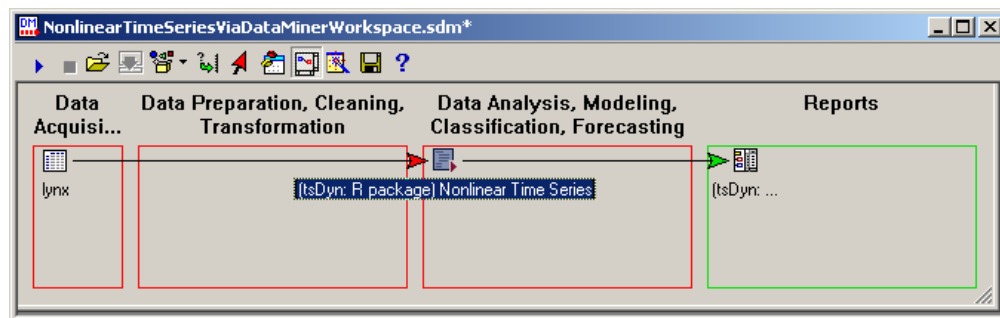 DM
NonlinearTimeSeriesViaDataMinerWorkspace.sdm*
?
Data
Acquisi...
Data Preparation, Cleaning,
Transformation
Data Analysis, Modeling,
Classification, Forecasting
Reports
lynx
(tsDyn: R package) Nonlinear Time Series
(tsDyn: ...